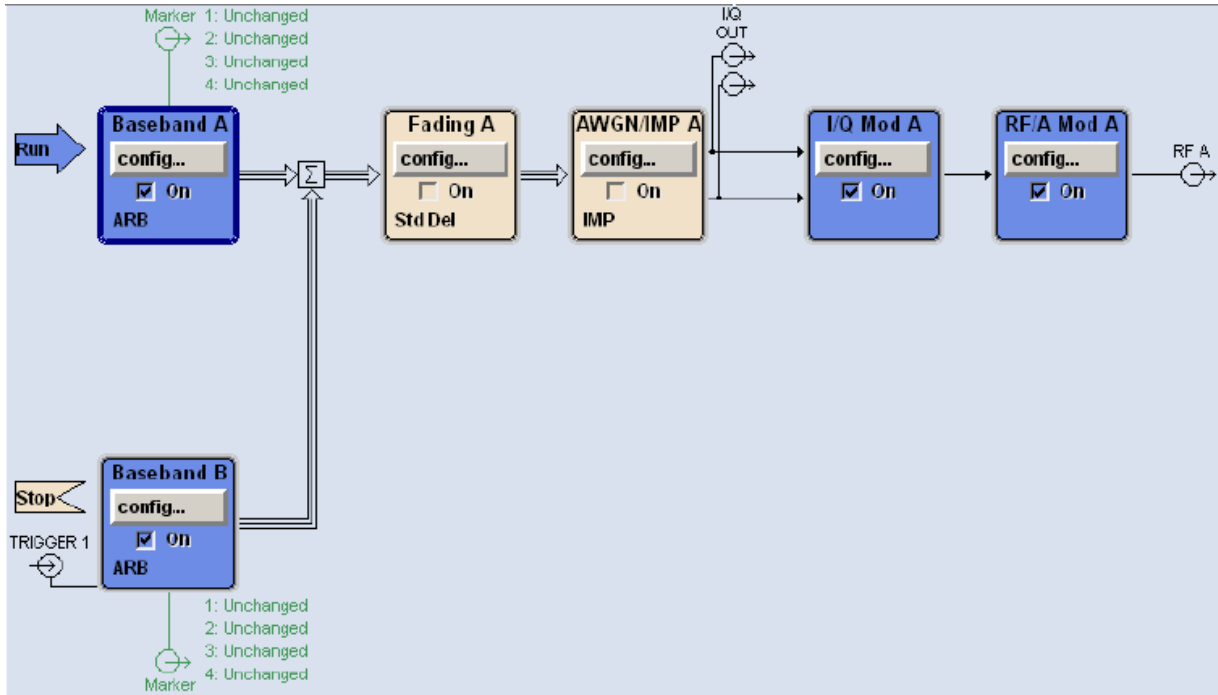 Marker 1: Unchanged
2: Unchanged
3: Unchanged
4: Unchanged
I/Q
OUT
Run
Baseband A
config...
On
ARB
Σ
Fading A
config...
On
Std Del
AWGN/IMP A
config...
On
IMP
I/Q Mod A
config...
On
RF/A Mod A
config...
On
RF A
Stop
TRIGGER 1
Baseband B
config...
On
ARB
1: Unchanged
2: Unchanged
3: Unchanged
4: Unchanged
Marker